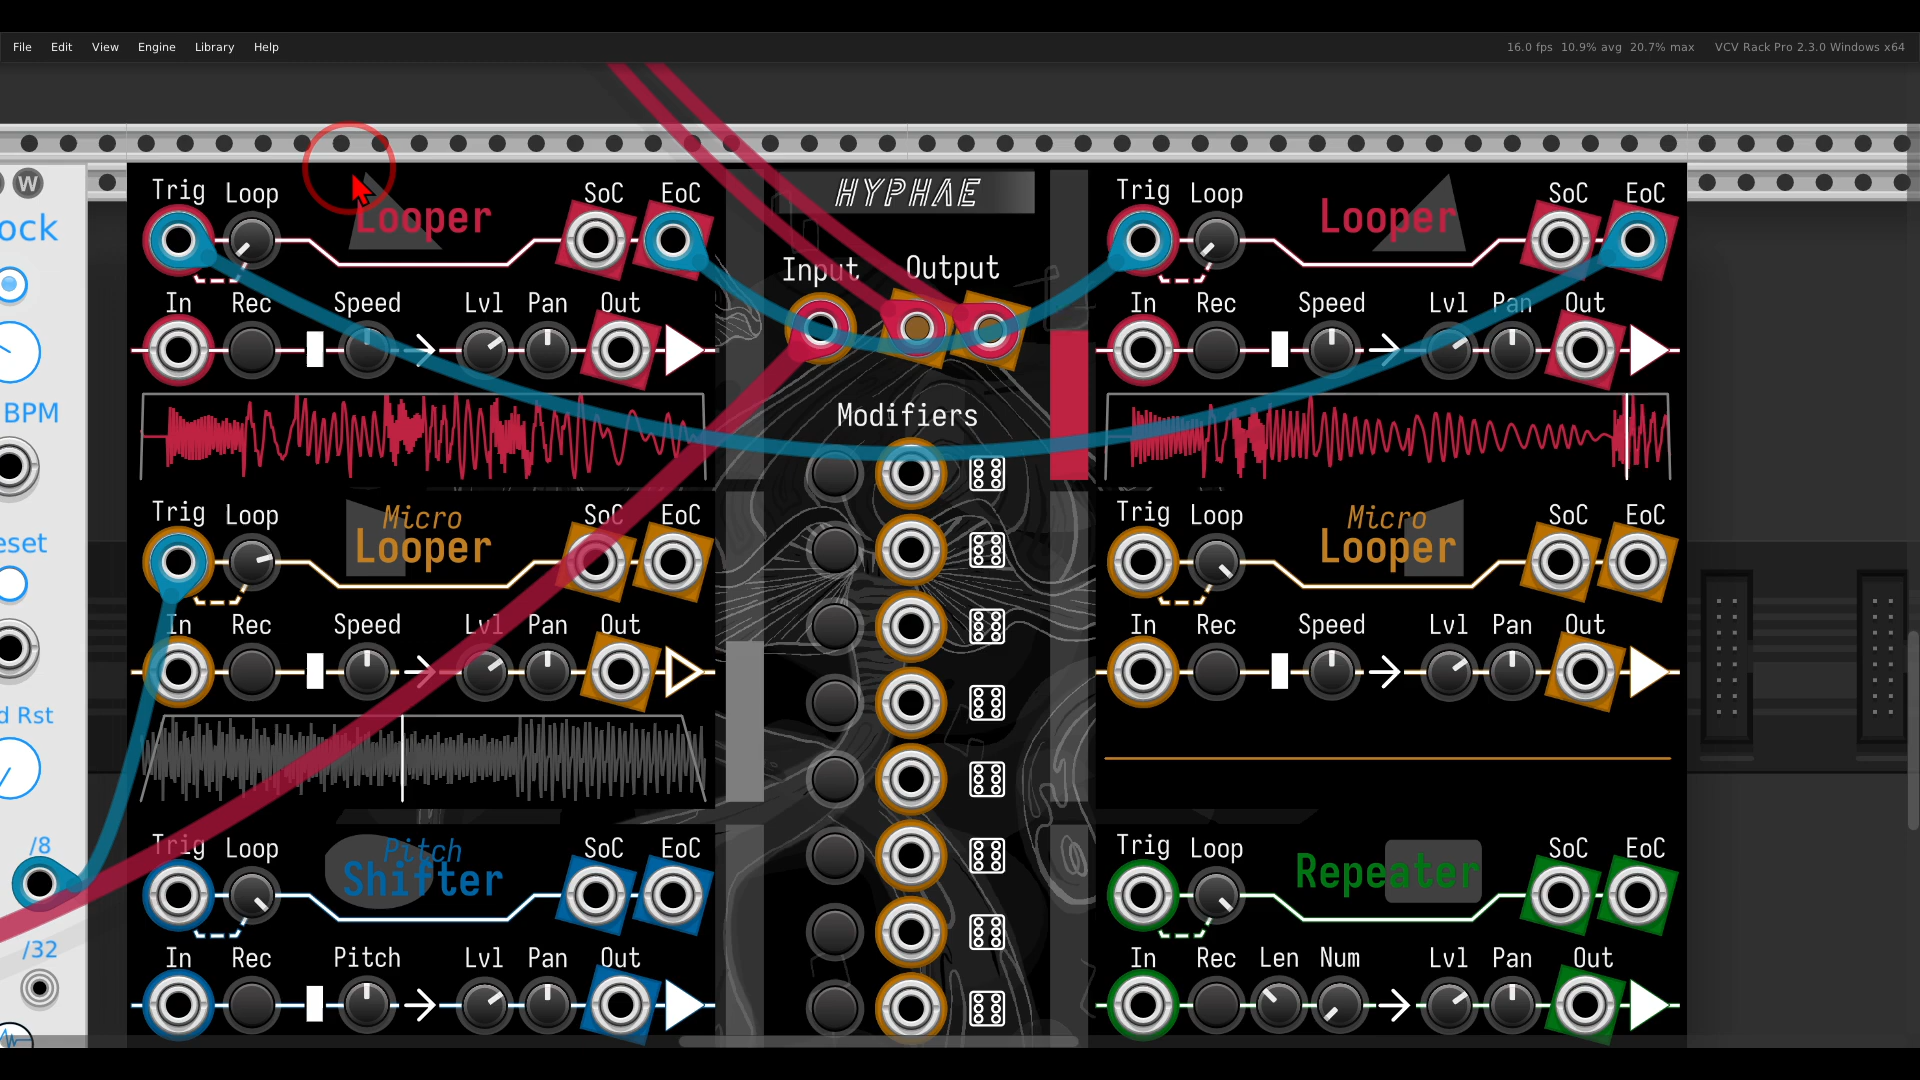 File Edit View Engine Library Help
16.0 fps 10.9% avg 20.7% max VCV Rack Pro 2.3.0 Windows x64
W
ock
BPM
eset
d Rst
/8
/32
Trig Loop Looper SoC EoC
In Rec Speed Lvl Pan Out
Trig Loop Micro Looper SoC EoC
In Rec Speed Lvl Pan Out
Trig Loop Pitch Shifter SoC EoC
In Rec Pitch Lvl Pan Out
HYPHAE
Input Output
Modifiers
Trig Loop Looper SoC EoC
In Rec Speed Lvl Pan Out
Trig Loop Micro Looper SoC EoC
In Rec Speed Lvl Pan Out
Trig Loop Repeater SoC EoC
In Rec Len Num Lvl Pan Out